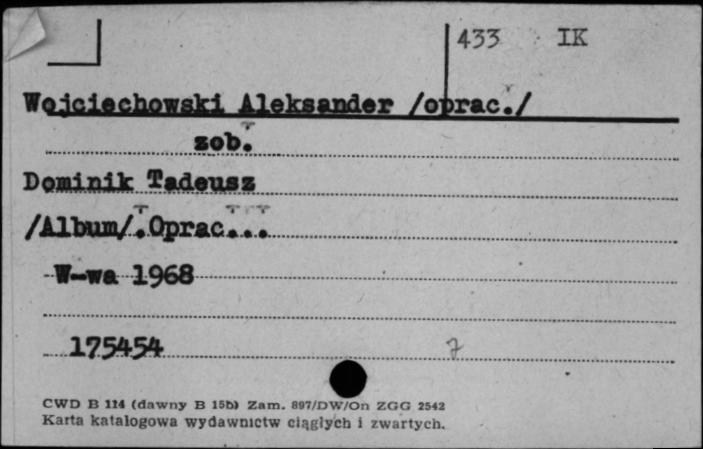 433 IK
Wojciechowski Aleksander /oprac./
zob.
Dominik Tadeusz
/Album/.Oprac...
W-wa 1968
175454 7
CWD B 114 (dawny B 15b) Zam. 897/DW/On ZGG 2542
Karta katalogowa wydawnictw ciągłych i zwartych.